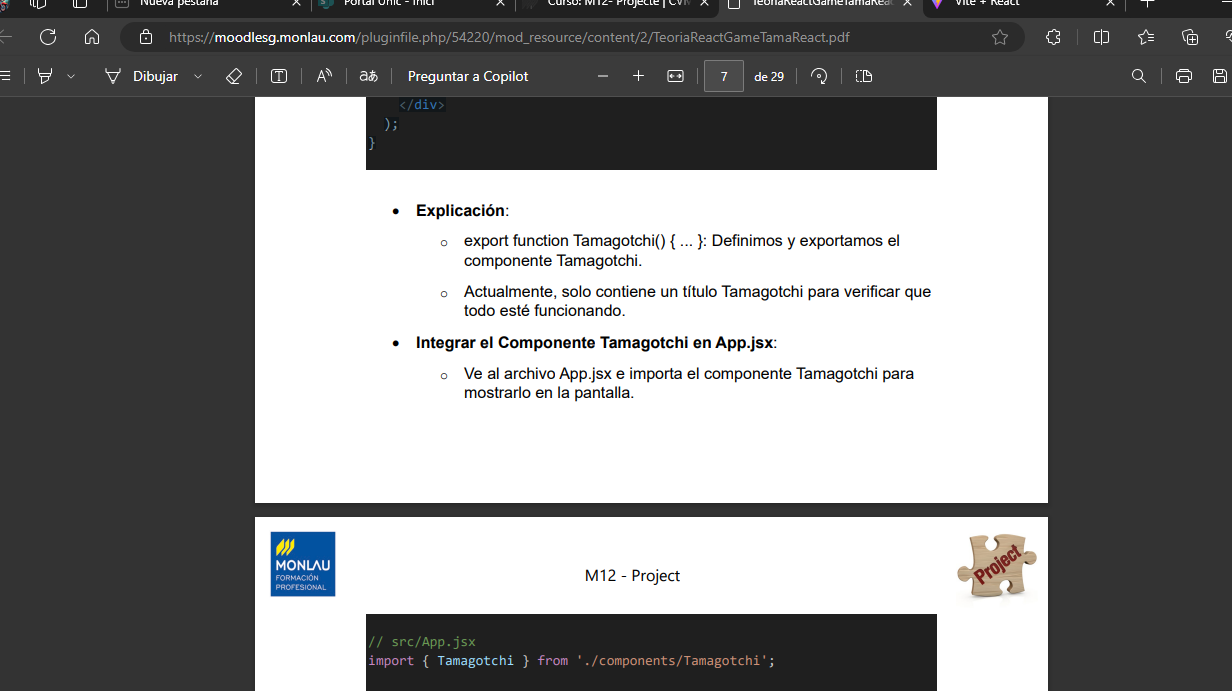 Nueva pestaña
Portal Únic - Inici
Curso: M12- Projecte | CVM
TeoriaReactGameTamaReac
Vite + React
https://moodlesg.monlau.com/pluginfile.php/54220/mod_resource/content/2/TeoriaReactGameTamaReact.pdf
Dibujar
aあ
Preguntar a Copilot
7
de 29
</div>
);
}
• Explicación:
○ export function Tamagotchi() { ... }: Definimos y exportamos el
componente Tamagotchi.
○ Actualmente, solo contiene un título Tamagotchi para verificar que
todo esté funcionando.
• Integrar el Componente Tamagotchi en App.jsx:
○ Ve al archivo App.jsx e importa el componente Tamagotchi para
mostrarlo en la pantalla.
MONLAU
FORMACIÓN
PROFESIONAL
M12 - Project
Project
// src/App.jsx
import { Tamagotchi } from './components/Tamagotchi';